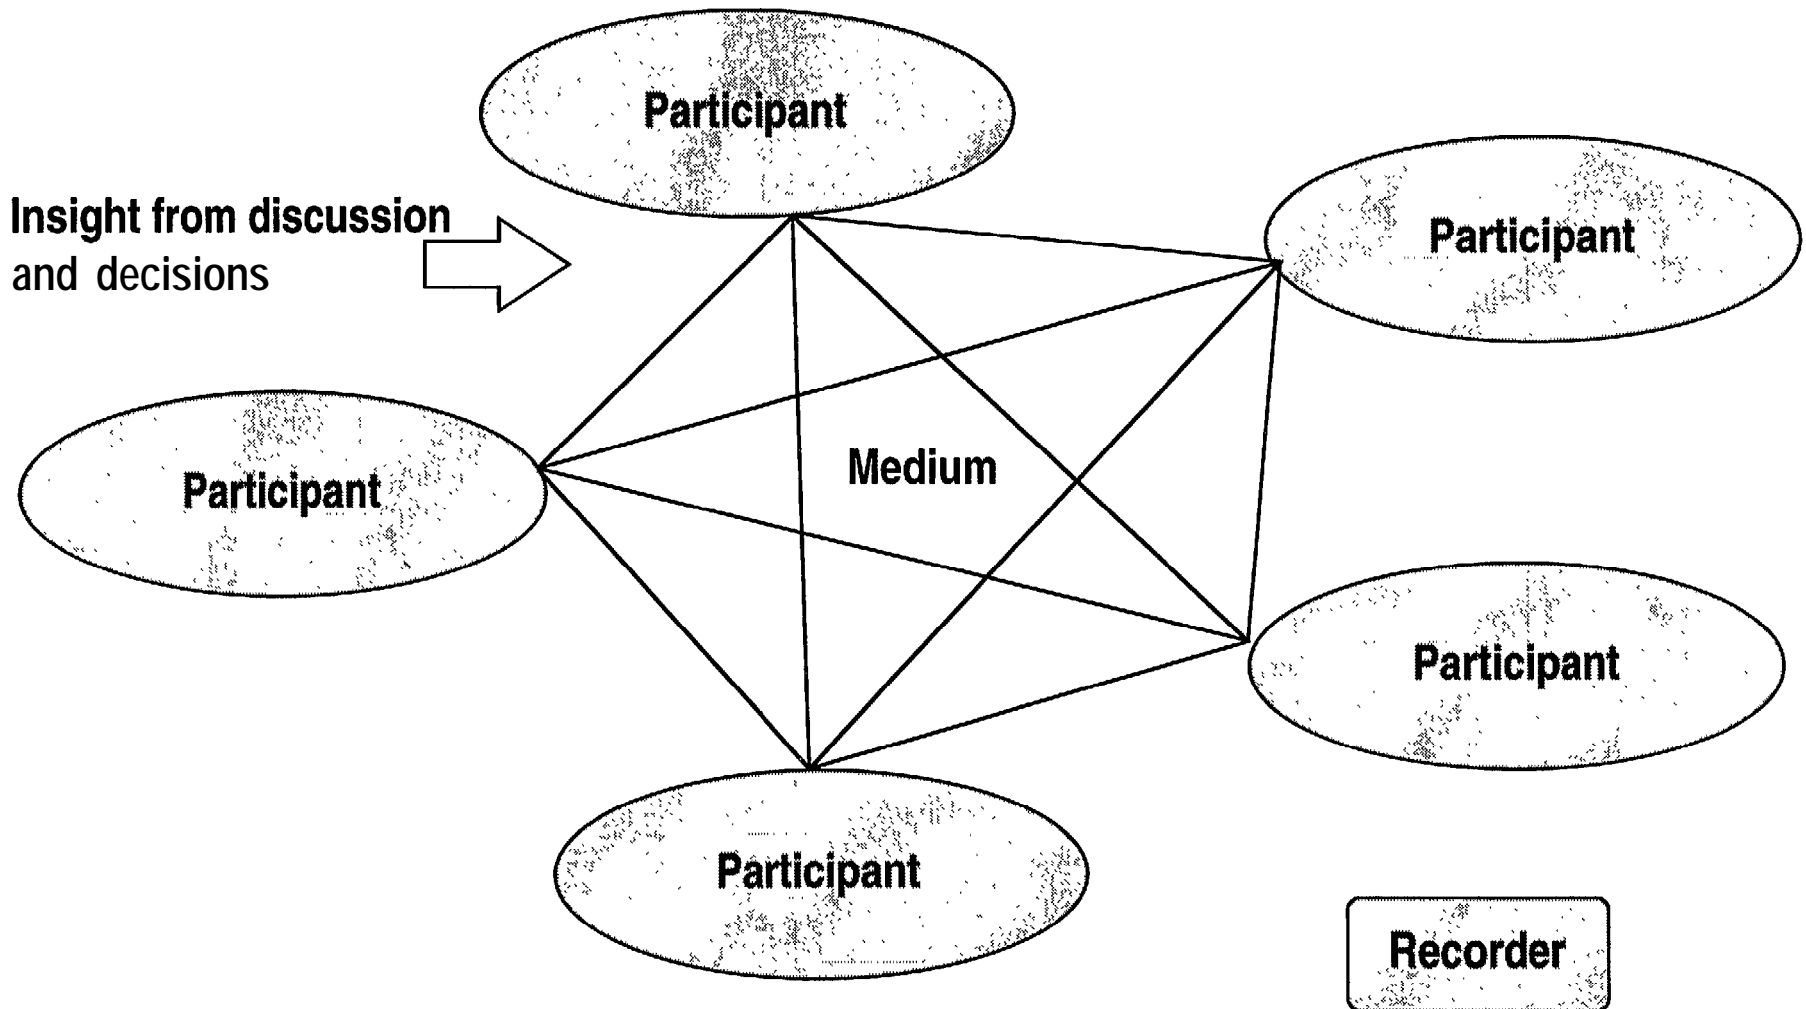 Participant
Participant
Insight from discussion
and decisions
Medium
Participant
Participant
Participant
Recorder